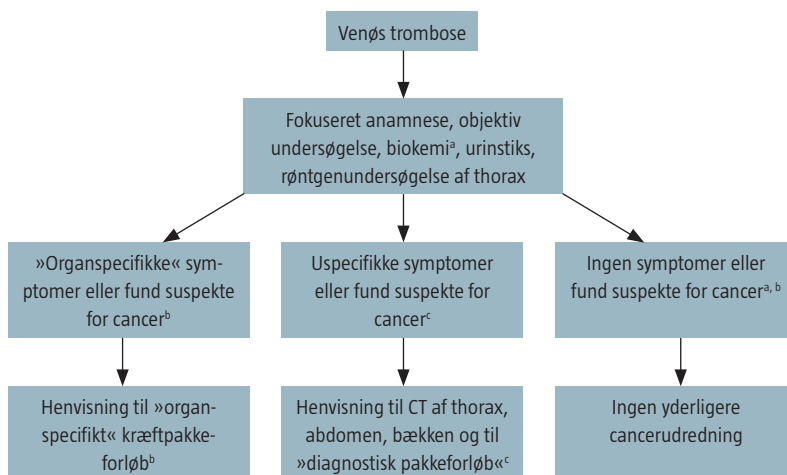 Venøs trombose
Fokuseret anamnese, objektiv
undersøgelse, biokemiᵃ, urinstiks,
røntgenundersøgelse af thorax
»Organspecifikke« sym-
ptomer eller fund suspekte
for cancerᵇ
Uspecifikke symptomer
eller fund suspekte for
cancerᶜ
Ingen symptomer eller
fund suspekte for cancerᵃ, ᵇ
Henvisning til »organ-
specifikt« kræftpakke-
forløbᵇ
Henvisning til CT af thorax,
abdomen, bækken og til
»diagnostisk pakkeforløb«ᶜ
Ingen yderligere
cancerudredning